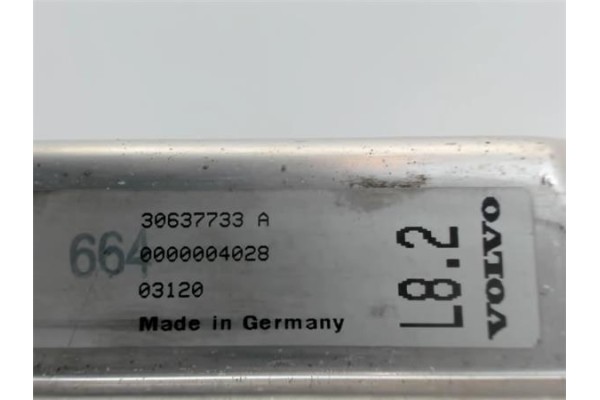 30637733 A
664
0000004028
03120
Made in Germany
L8.2
VOLVO